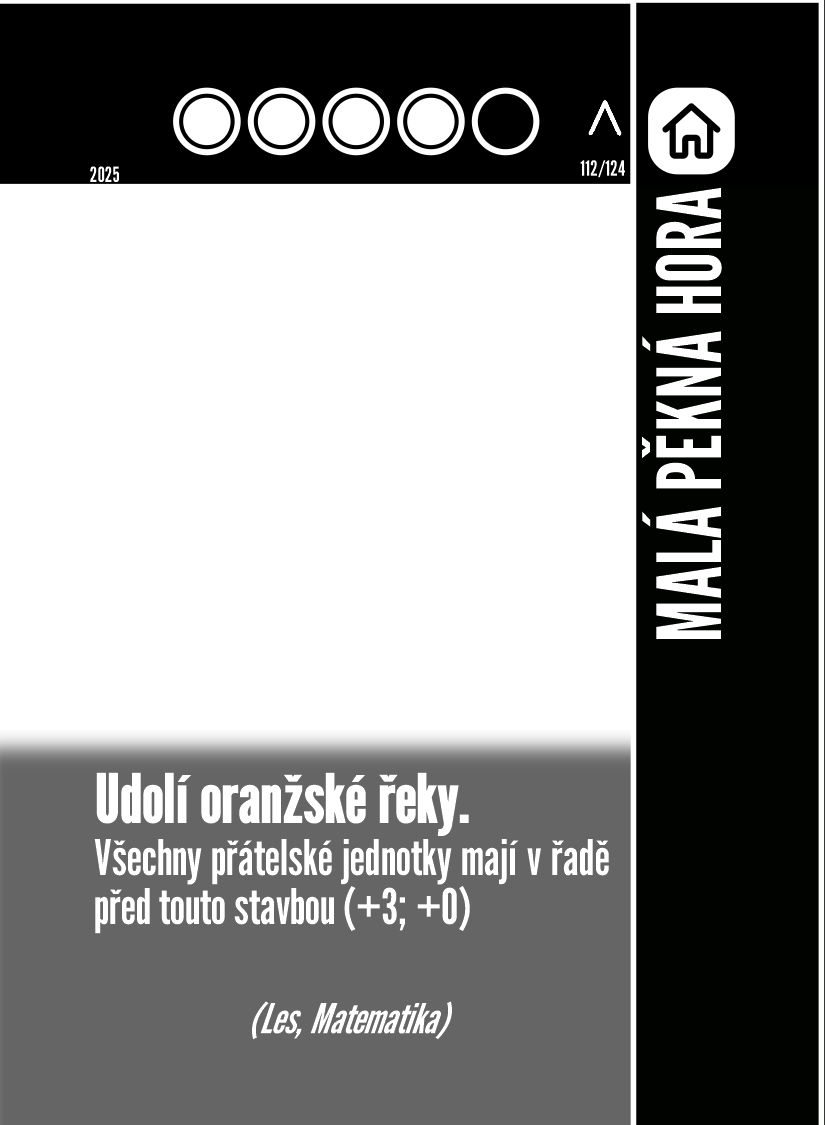 2025
112/124
MALÁ PĚKNÁ HORA
Udolí oranžské řeky.
Všechny přátelské jednotky mají v řadě
před touto stavbou (+3; +0)
(Les, Matematika)